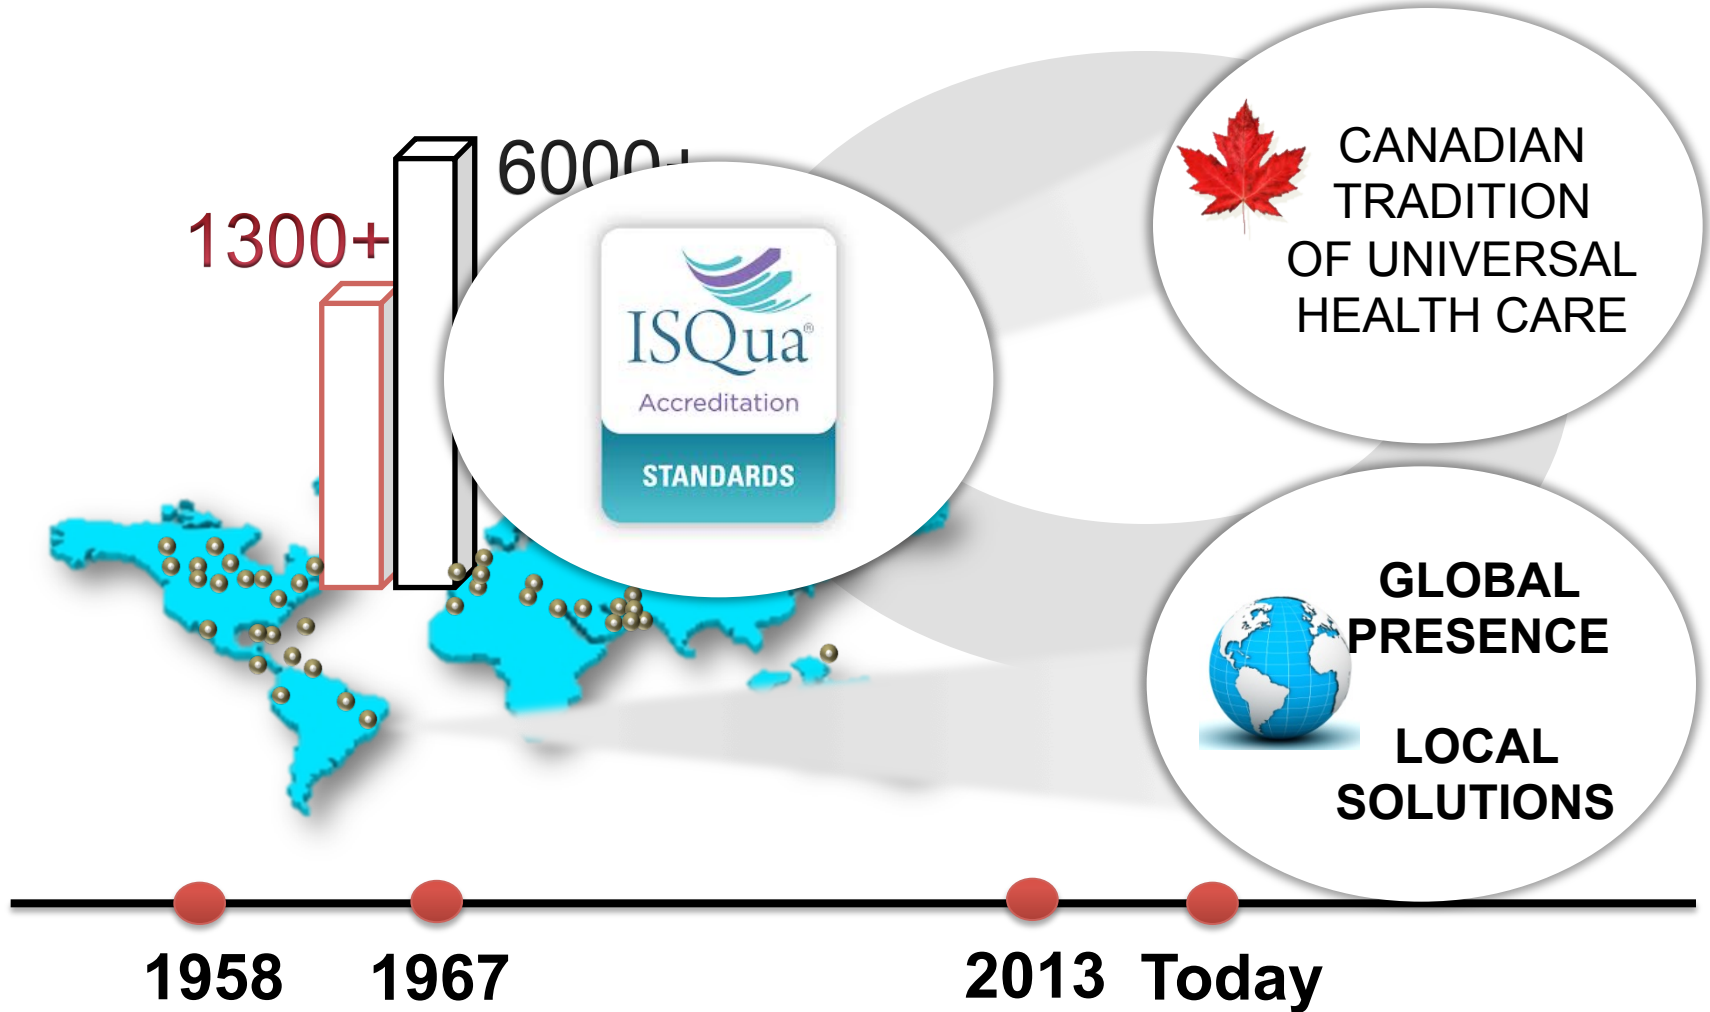 6000+
1300+
ISQua®
Accreditation
STANDARDS
CANADIAN
TRADITION
OF UNIVERSAL
HEALTH CARE
GLOBAL
PRESENCE
LOCAL
SOLUTIONS
1958
1967
2013
Today